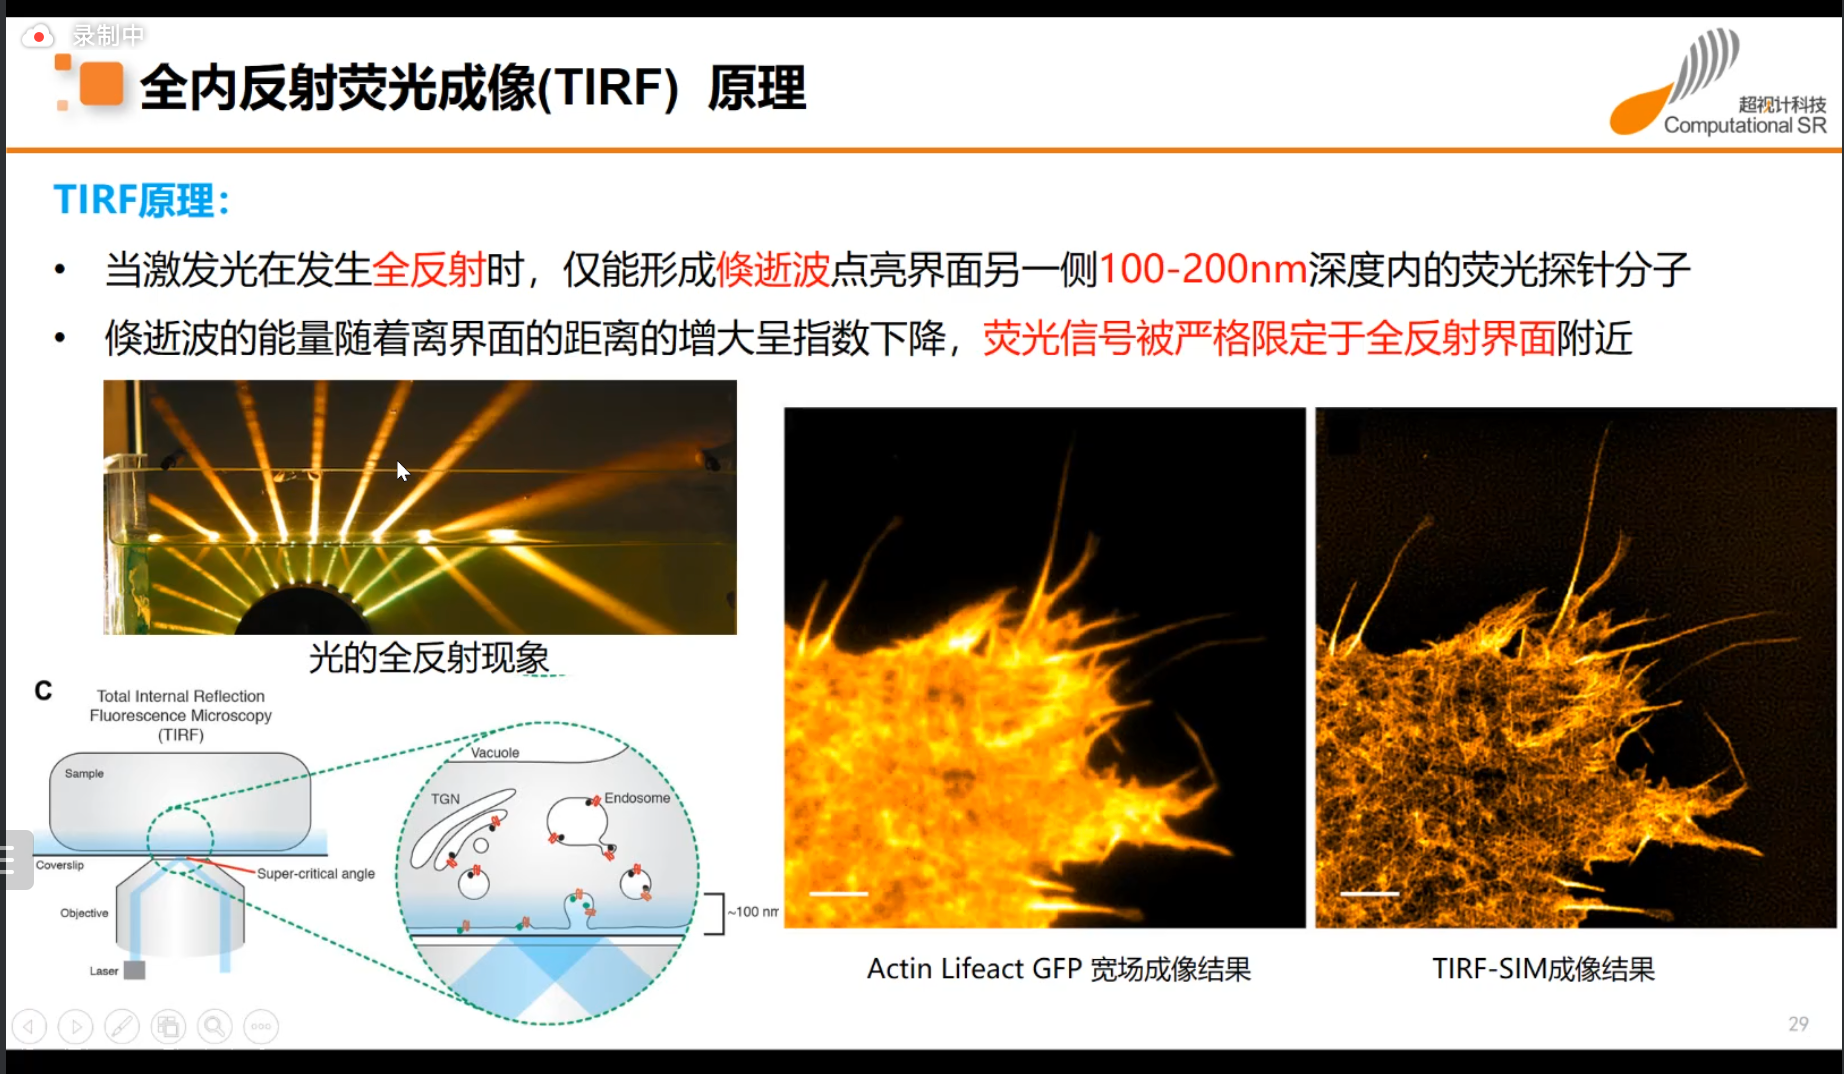 录制中
全内反射荧光成像(TIRF) 原理
超视计科技
Computational SR
TIRF原理：
• 当激发光在发生全反射时，仅能形成倏逝波点亮界面另一侧100-200nm深度内的荧光探针分子
• 倏逝波的能量随着离界面的距离的增大呈指数下降，荧光信号被严格限定于全反射界面附近
光的全反射现象
C
Total Internal Reflection
Fluorescence Microscopy
(TIRF)
Sample
Coverslip
Super-critical angle
Objective
Laser
Vacuole
TGN
Endosome
~100 nm
Actin Lifeact GFP 宽场成像结果
TIRF-SIM成像结果
29